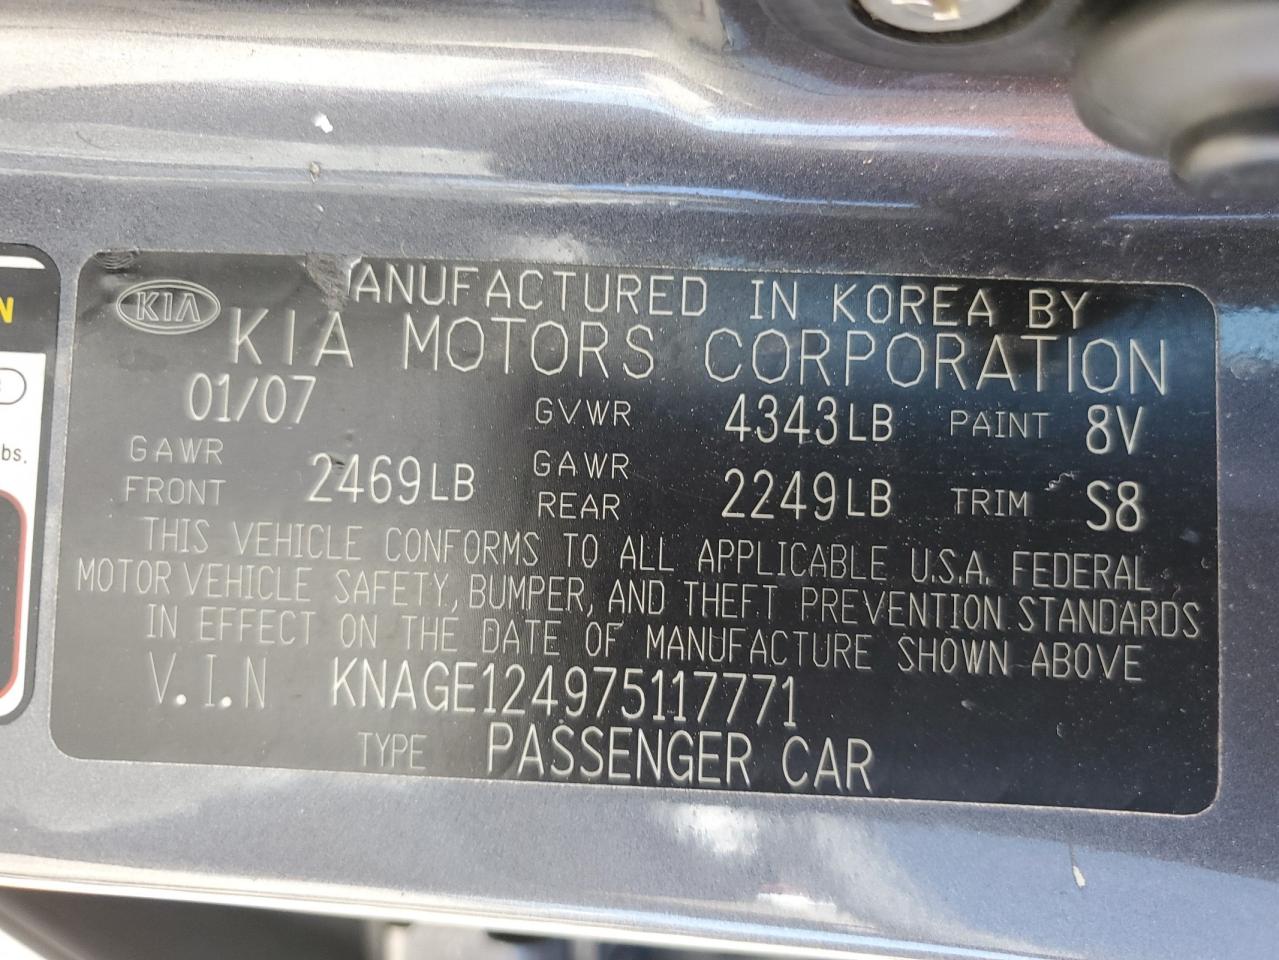 KIA
ANUFACTURED IN KOREA BY
KIA MOTORS CORPORATION
01/07 GVWR 4343LB PAINT 8V
GAWR FRONT 2469LB GAWR REAR 2249LB TRIM S8
THIS VEHICLE CONFORMS TO ALL APPLICABLE U.S.A. FEDERAL
MOTOR VEHICLE SAFETY, BUMPER, AND THEFT PREVENTION STANDARDS
IN EFFECT ON THE DATE OF MANUFACTURE SHOWN ABOVE
V.I.N KNAGE124975117771
TYPE PASSENGER CAR
N
bs.